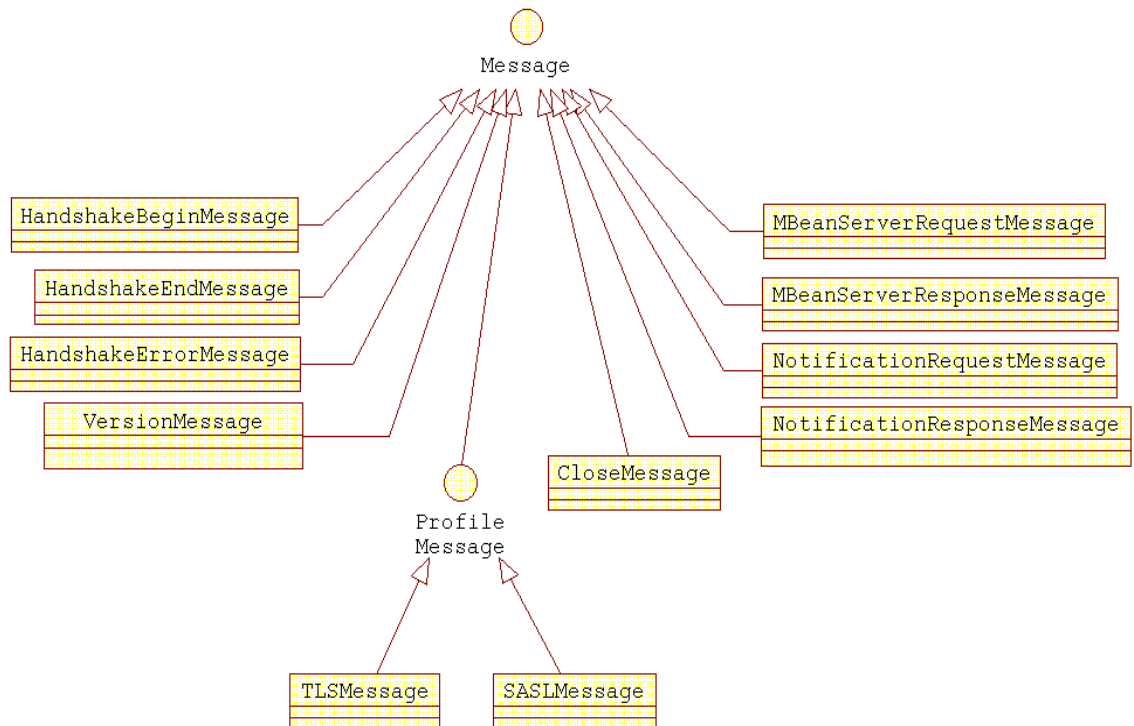 Message
HandshakeBeginMessage
MBeanServerRequestMessage
HandshakeEndMessage
MBeanServerResponseMessage
HandshakeErrorMessage
NotificationRequestMessage
VersionMessage
NotificationResponseMessage
CloseMessage
Profile
Message
TLSMessage
SASLMessage